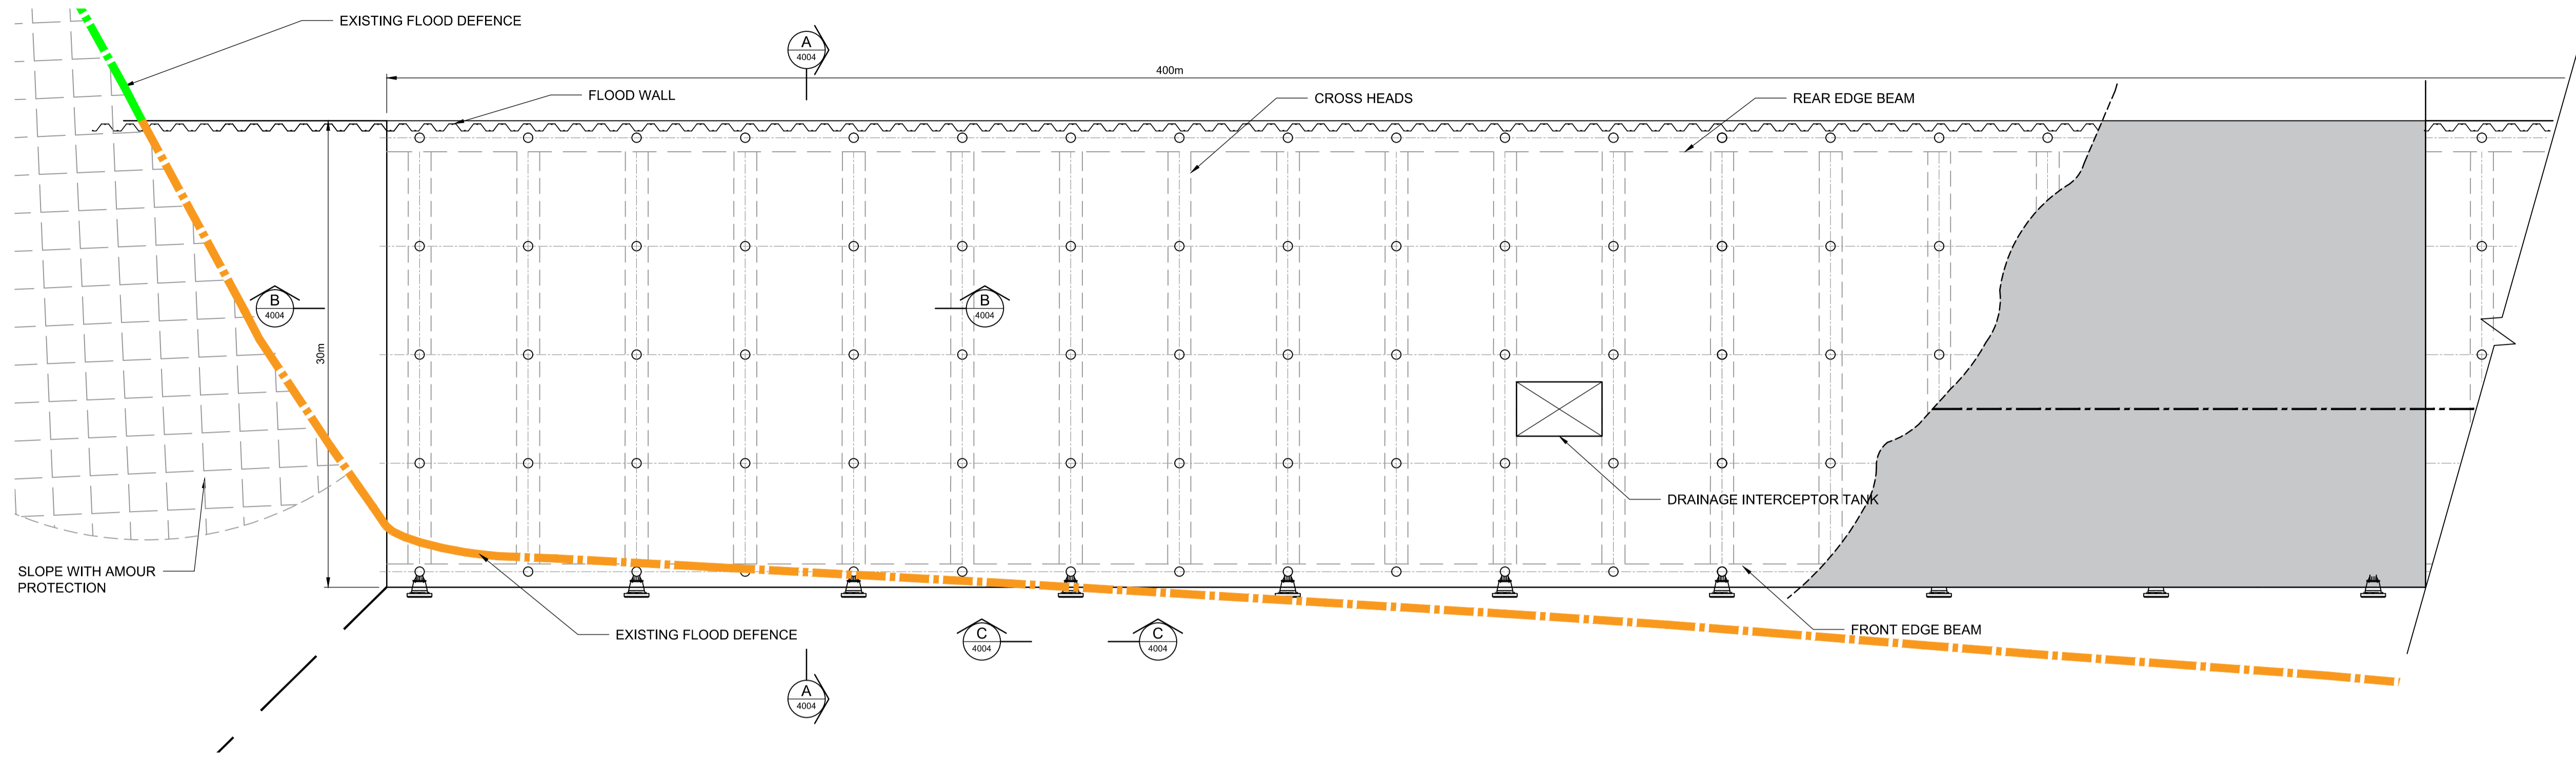 EXISTING FLOOD DEFENCE
A
4004
400m
FLOOD WALL
CROSS HEADS
REAR EDGE BEAM
B
4004
B
4004
30m
DRAINAGE INTERCEPTOR TANK
SLOPE WITH AMOUR
PROTECTION
EXISTING FLOOD DEFENCE
C
4004
C
4004
FRONT EDGE BEAM
A
4004